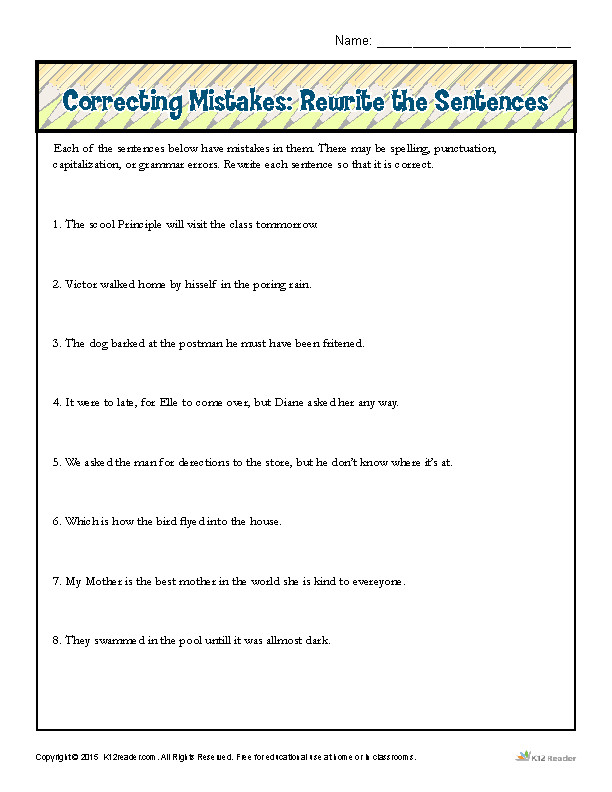 Name: ____________________________
Correcting Mistakes: Rewrite the Sentences
Each of the sentences below have mistakes in them. There may be spelling, punctuation,
capitalization, or grammar errors. Rewrite each sentence so that it is correct.
1. The scool Principle will visit the class tommorrow
2. Victor walked home by hisself in the poring rain.
3. The dog barked at the postman he must have been fritened.
4. It were to late, for Elle to come over, but Diane asked her any way.
5. We asked the man for derections to the store, but he don't know where it's at.
6. Which is how the bird flyed into the house.
7. My Mother is the best mother in the world she is kind to evereyone.
8. They swammed in the pool untill it was allmost dark.
Copyright © 2015 K12reader.com. All Rights Reserved. Free for educational use at home or in classrooms.
K12 Reader